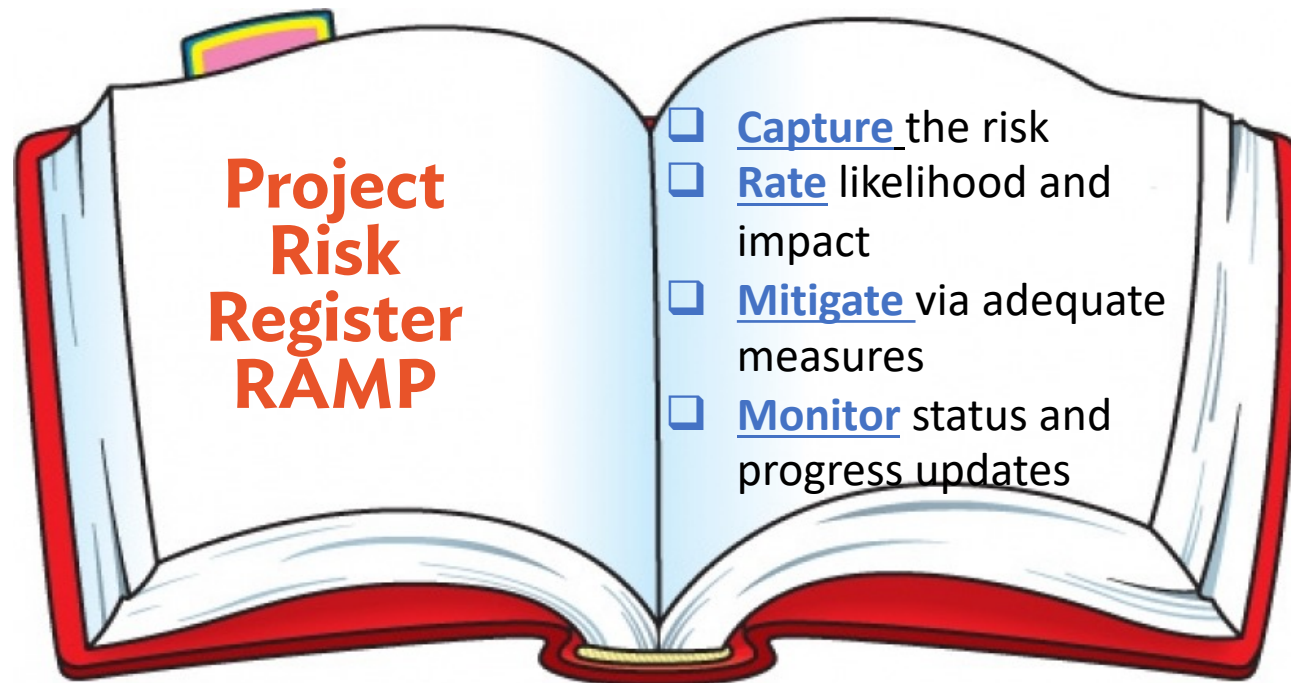 Project
Risk
Register
RAMP
Capture the risk
Rate likelihood and
impact
Mitigate via adequate
measures
Monitor status and
progress updates